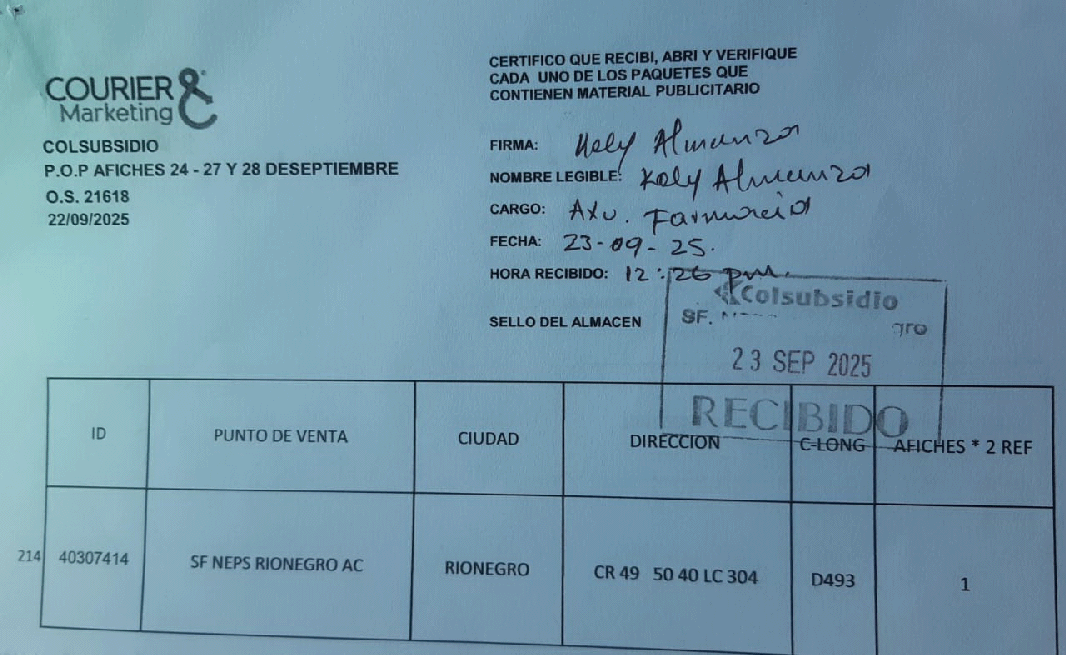 COURIER &
Marketing
COLSUBSIDIO
P.O.P AFICHES 24 - 27 Y 28 DESEPTIEMBRE
O.S. 21618
22/09/2025
CERTIFICO QUE RECIBI, ABRI Y VERIFIQUE
CADA UNO DE LOS PAQUETES QUE
CONTIENEN MATERIAL PUBLICITARIO
FIRMA: Kely Almanza
NOMBRE LEGIBLE: Kely Almanza
CARGO: Axu. Farmacia
FECHA: 23-09-25.
HORA RECIBIDO: 12:26 pm.
SELLO DEL ALMACEN
Colsubsidio
SF.
23 SEP 2025
RECIBIDO
ID PUNTO DE VENTA CIUDAD DIRECCION C-LONG AFICHES * 2 REF
214 40307414 SF NEPS RIONEGRO AC RIONEGRO CR 49 50 40 LC 304 D493 1